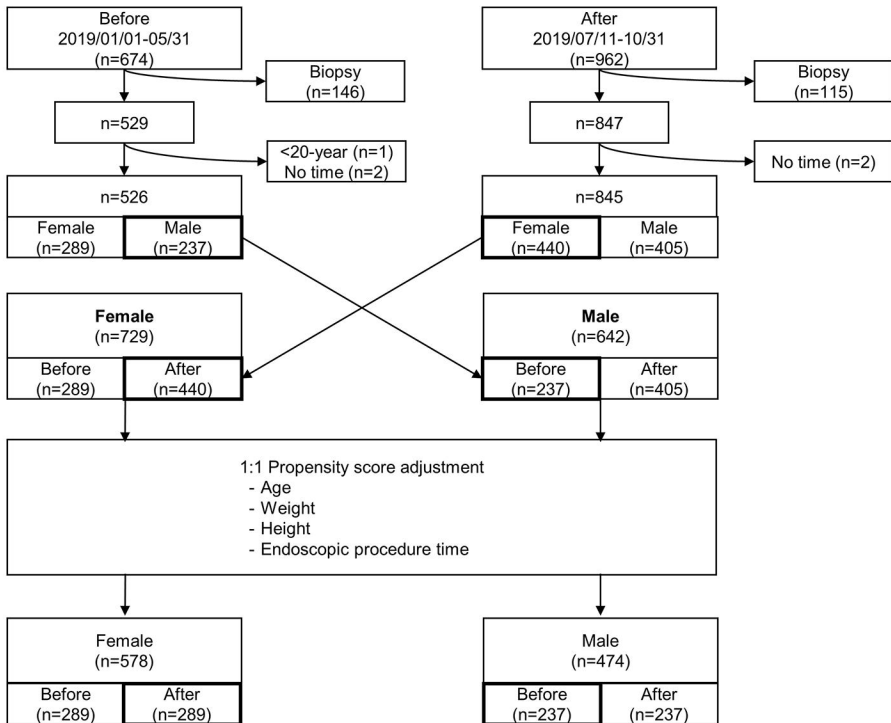 Before
2019/01/01-05/31
(n=674)
After
2019/07/11-10/31
(n=962)
Biopsy
(n=146)
Biopsy
(n=115)
n=529
n=847
<20-year (n=1)
No time (n=2)
No time (n=2)
n=526
n=845
Female
(n=289)
Male
(n=237)
Female
(n=440)
Male
(n=405)
Female
(n=729)
Male
(n=642)
Before
(n=289)
After
(n=440)
Before
(n=237)
After
(n=405)
1:1 Propensity score adjustment
- Age
- Weight
- Height
- Endoscopic procedure time
Female
(n=578)
Male
(n=474)
Before
(n=289)
After
(n=289)
Before
(n=237)
After
(n=237)